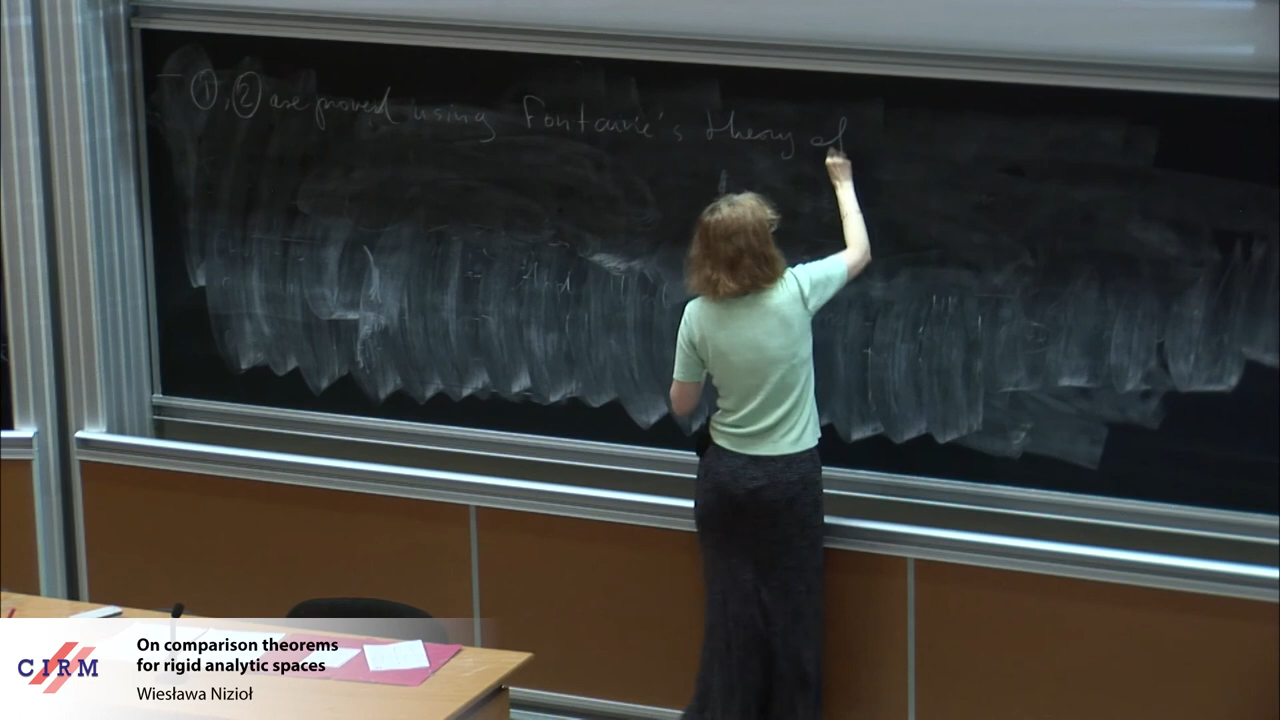 ①, ② are proved using Fontaine's theory of
CIRM
On comparison theorems
for rigid analytic spaces
Wiesława Nizioł